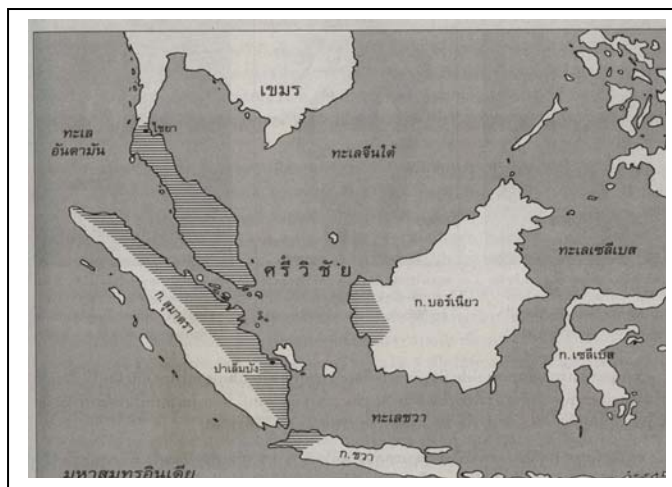 เขมร
ไชยา
ทะเล
อันดามัน
ทะเลจีนใต้
ศรีวิชัย
ทะเลเซลีเบส
ก.สุมาตรา
ก.บอร์เนียว
ปาเล็มบัง
ก.เซลีเบส
ทะเลชวา
ก.ชวา
มหาสมุทรอินเดีย